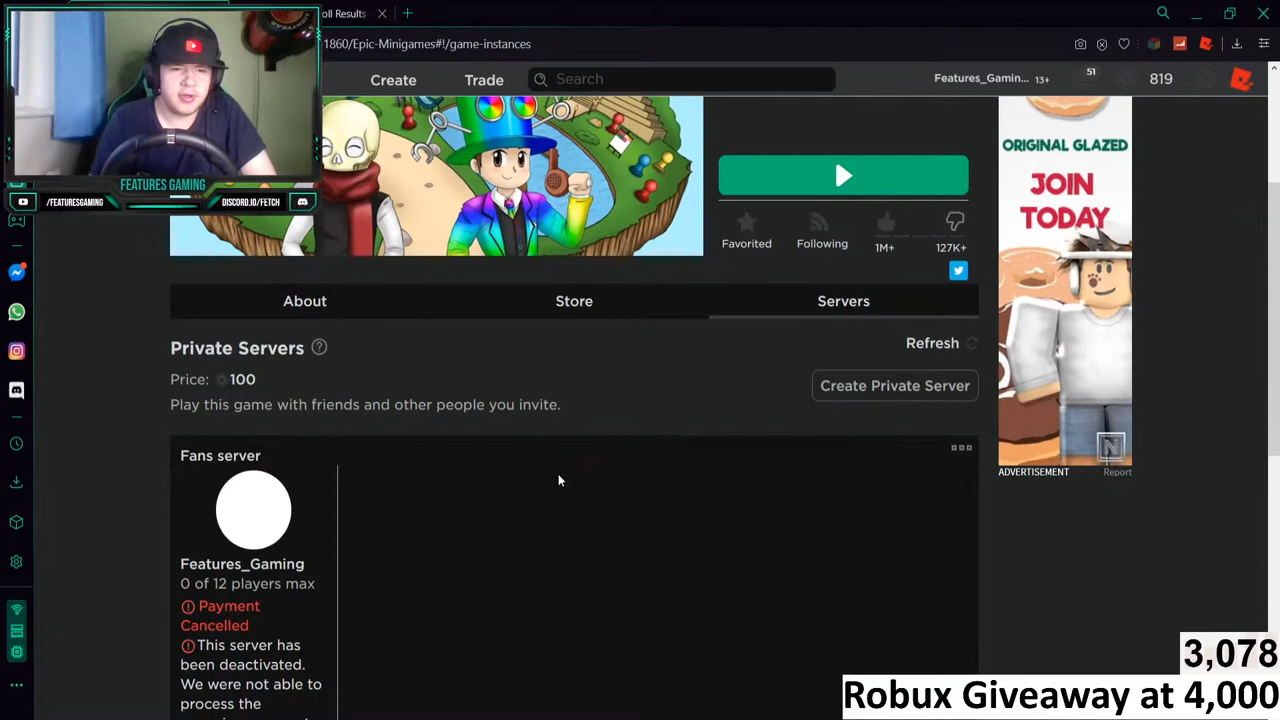 oll Results
1860/Epic-Minigames#!/game-instances
Create
Trade
Search
Features_Gamin... 13+
51
819
FEATURES GAMING
/FEATURESGAMING
DISCORD.IO/FETCH
Favorited
Following
1M+
127K+
ORIGINAL GLAZED
JOIN
TODAY
N
ADVERTISEMENT
Report
About
Store
Servers
Private Servers
Refresh
Price: 100
Create Private Server
Play this game with friends and other people you invite.
Fans server
Features_Gaming
0 of 12 players max
Payment
Cancelled
This server has
been deactivated.
We were not able to
process the
3,078
Robux Giveaway at 4,000